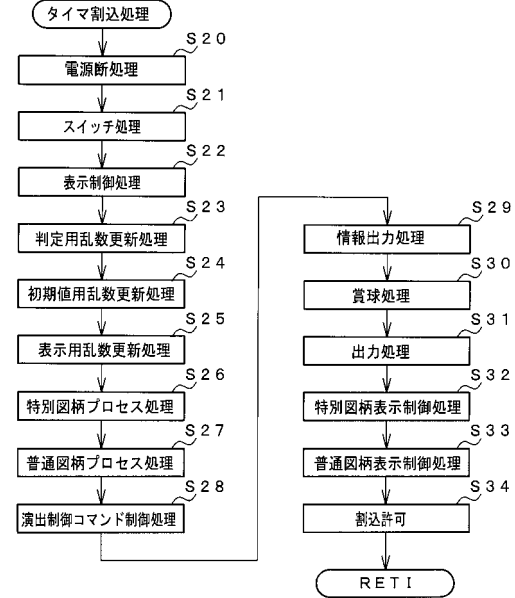 タイマ割込処理
S20
電源断処理
S21
スイッチ処理
S22
表示制御処理
S23
判定用乱数更新処理
S24
初期値用乱数更新処理
S25
表示用乱数更新処理
S26
特別図柄プロセス処理
S27
普通図柄プロセス処理
S28
演出制御コマンド制御処理
S29
情報出力処理
S30
賞球処理
S31
出力処理
S32
特別図柄表示制御処理
S33
普通図柄表示制御処理
S34
割込許可
RETI